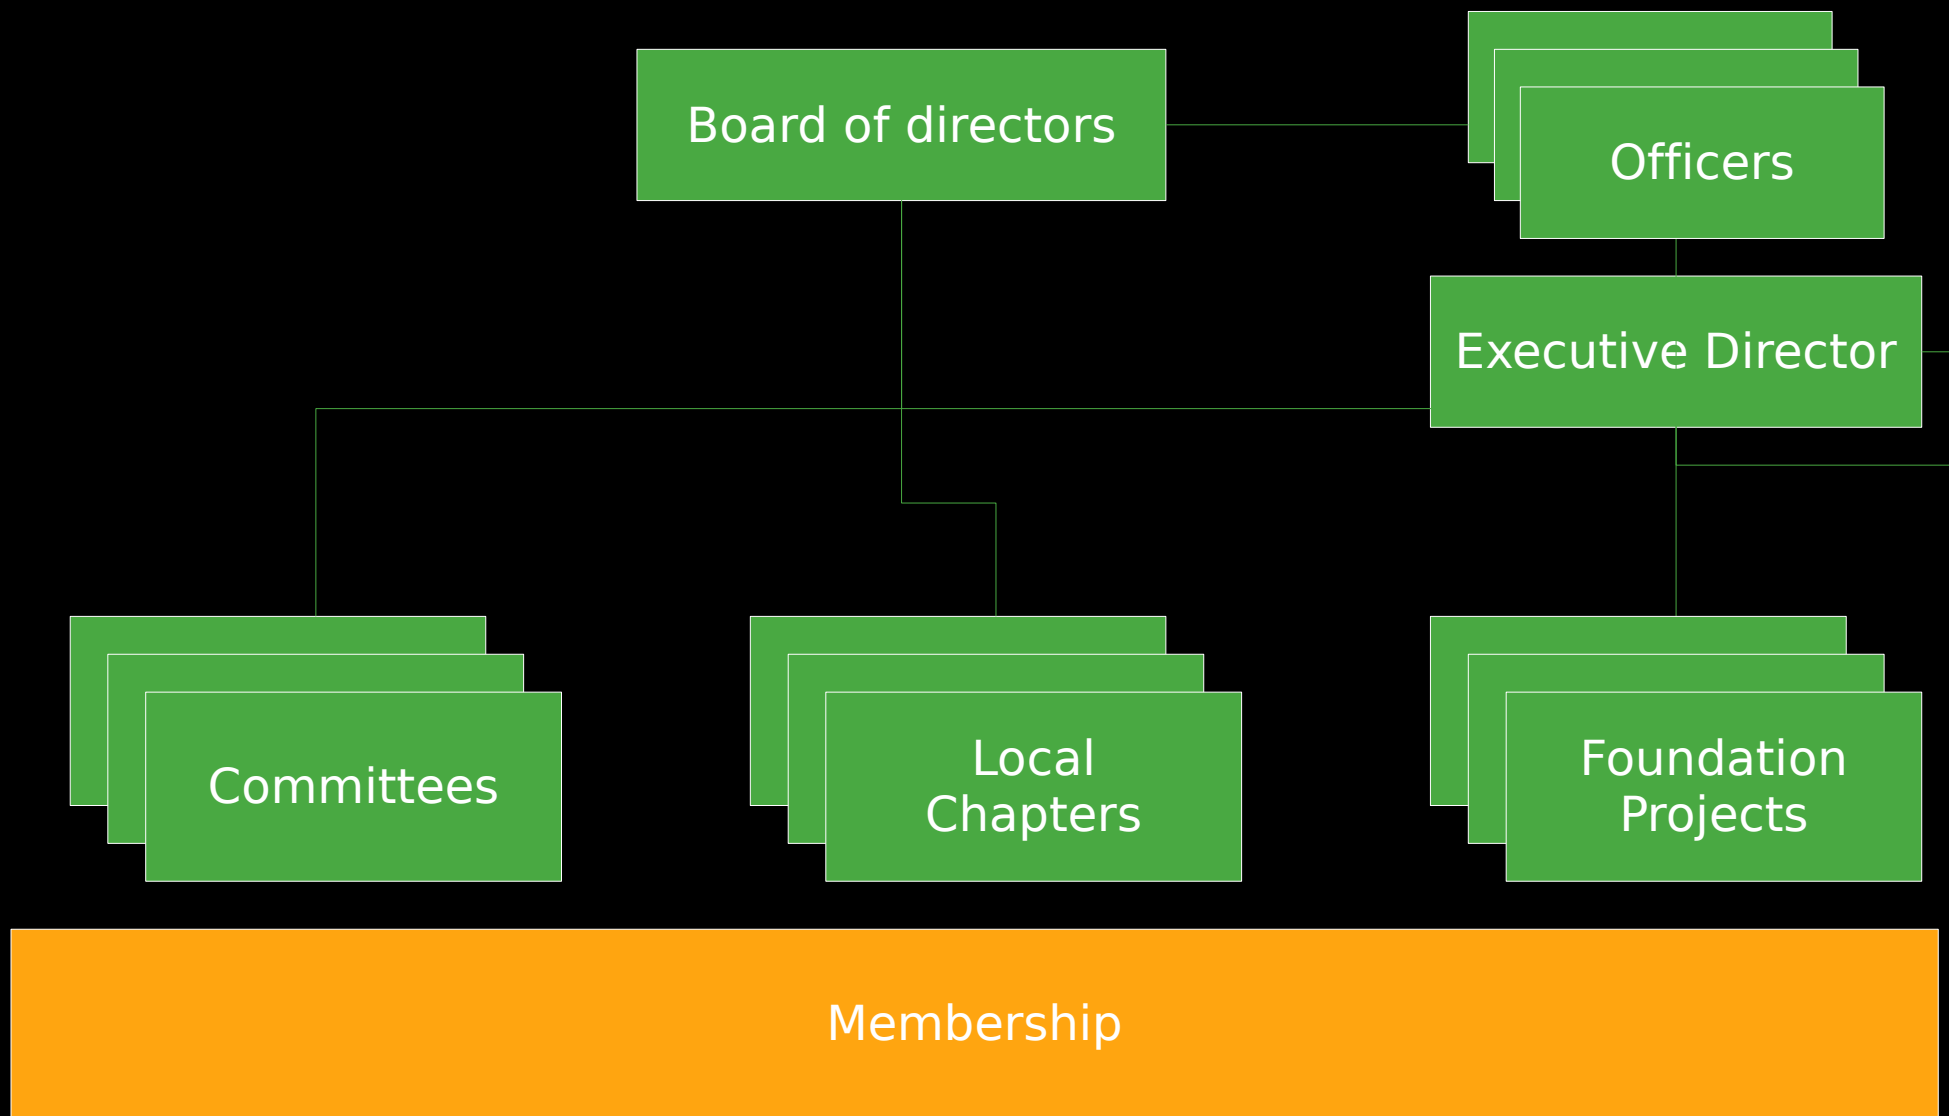 Board of directors
Officers
Executive Director
Committees
Local
Chapters
Foundation
Projects
Membership